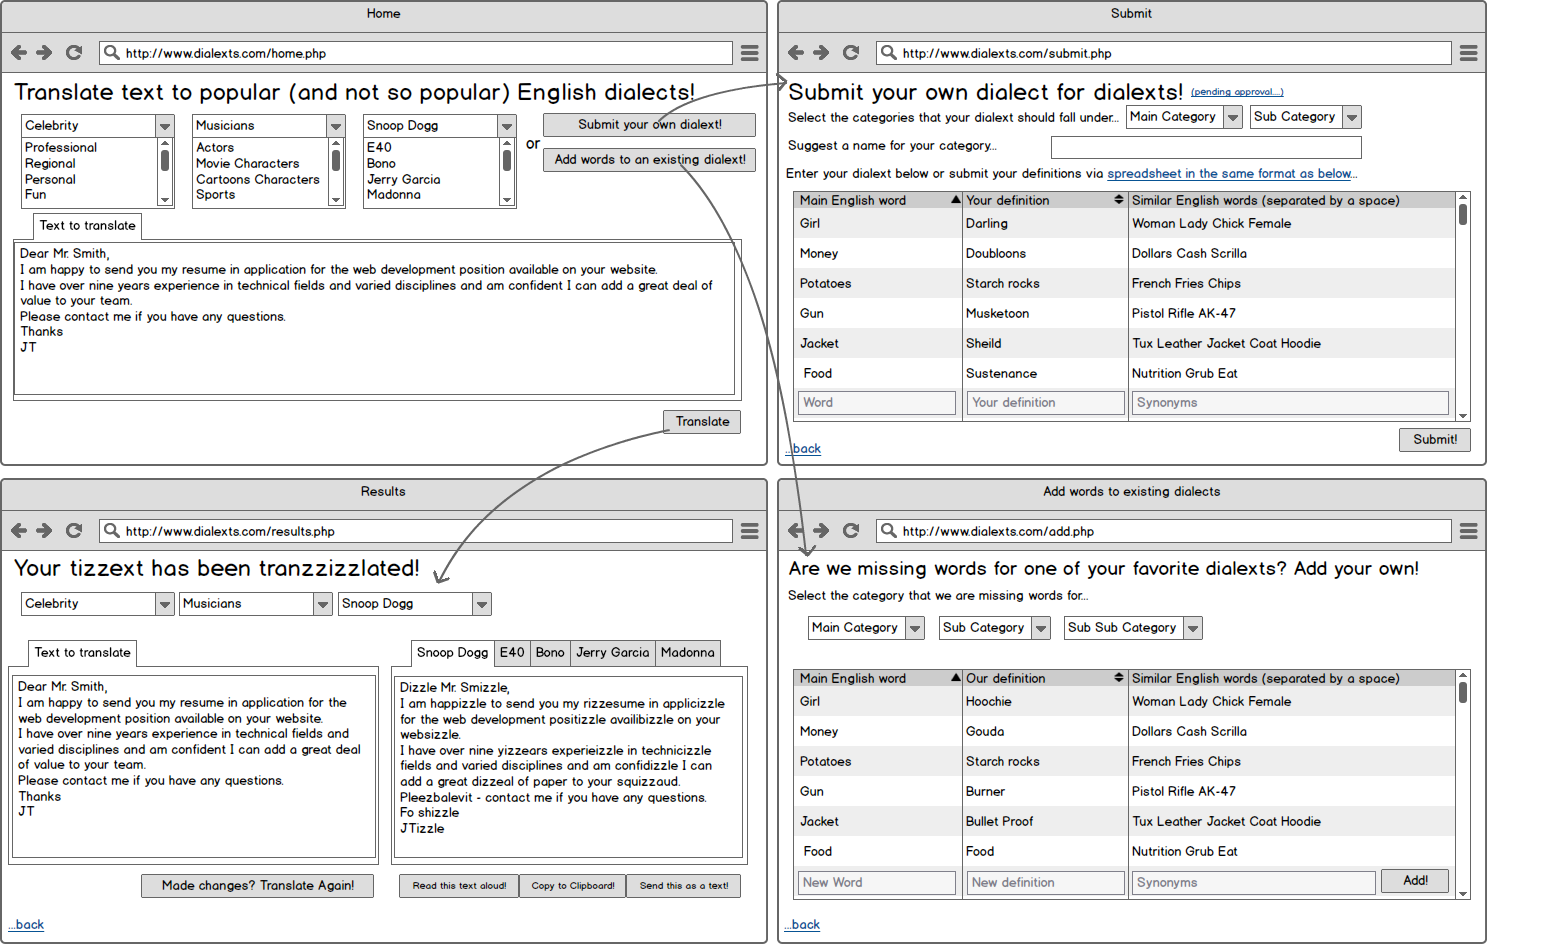 Home
http://www.dialexts.com/home.php
Translate text to popular (and not so popular) English dialects!
Celebrity
Professional
Regional
Personal
Fun
Musicians
Actors
Movie Characters
Cartoons Characters
Sports
Snoop Dogg
E40
Bono
Jerry Garcia
Madonna
or
Submit your own dialext!
Add words to an existing dialext!
Text to translate
Dear Mr. Smith,
I am happy to send you my resume in application for the web development position available on your website.
I have over nine years experience in technical fields and varied disciplines and am confident I can add a great deal of
value to your team.
Please contact me if you have any questions.
Thanks
JT
Translate
Submit
http://www.dialexts.com/submit.php
Submit your own dialect for dialexts! (pending approval...)
Select the categories that your dialext should fall under... Main Category Sub Category
Suggest a name for your category...
Enter your dialext below or submit your definitions via spreadsheet in the same format as below...
Main English word Your definition Similar English words (separated by a space)
Girl Darling Woman Lady Chick Female
Money Doubloons Dollars Cash Scrilla
Potatoes Starch rocks French Fries Chips
Gun Musketoon Pistol Rifle AK-47
Jacket Sheild Tux Leather Jacket Coat Hoodie
Food Sustenance Nutrition Grub Eat
Word Your definition Synonyms
Submit!
...back
Results
http://www.dialexts.com/results.php
Your tizzext has been tranzzizzlated!
Celebrity Musicians Snoop Dogg
Text to translate
Dear Mr. Smith,
I am happy to send you my resume in application for the
web development position available on your website.
I have over nine years experience in technical fields and
varied disciplines and am confident I can add a great deal
of value to your team.
Please contact me if you have any questions.
Thanks
JT
Made changes? Translate Again!
Snoop Dogg E40 Bono Jerry Garcia Madonna
Dizzle Mr. Smizzle,
I am happizzle to send you my rizzesume in applicizzle
for the web development positizzle availibizzle on your
websizzle.
I have over nine yizzears experieizzle in technicizzle
fields and varied disciplines and am confidizzle I can
add a great dizzeal of paper to your squizzaud.
Pleezbalevit - contact me if you have any questions.
Fo shizzle
JTizzle
Read this text aloud! Copy to Clipboard! Send this as a text!
...back
Add words to existing dialects
http://www.dialexts.com/add.php
Are we missing words for one of your favorite dialexts? Add your own!
Select the category that we are missing words for...
Main Category Sub Category Sub Sub Category
Main English word Our definition Similar English words (separated by a space)
Girl Hoochie Woman Lady Chick Female
Money Gouda Dollars Cash Scrilla
Potatoes Starch rocks French Fries Chips
Gun Burner Pistol Rifle AK-47
Jacket Bullet Proof Tux Leather Jacket Coat Hoodie
Food Food Nutrition Grub Eat
New Word New definition Synonyms Add!
...back